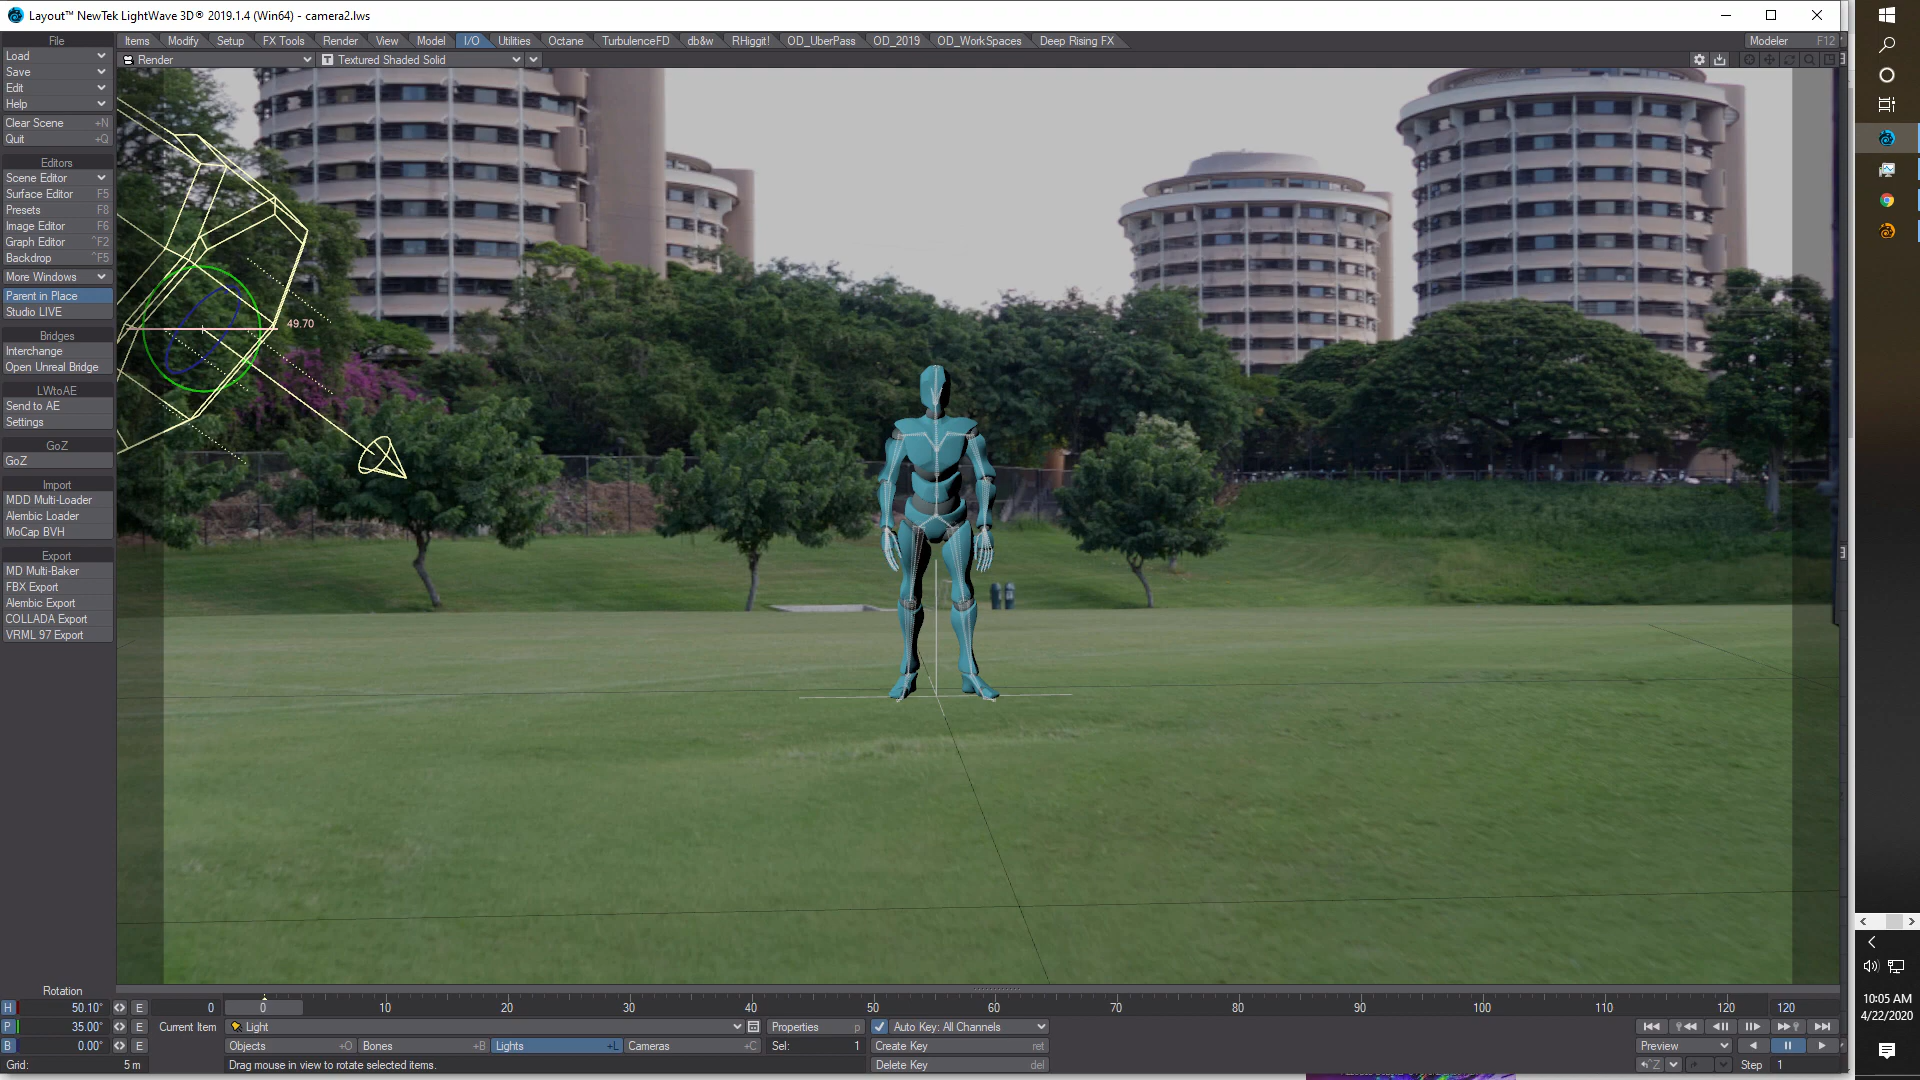 Layout™ NewTek LightWave 3D® 2019.1.4 (Win64) - camera2.lws
File
Items Modify Setup FX Tools Render View Model I/O Utilities Octane TurbulenceFD db&w RHiggit! OD_UberPass OD_2019 OD_WorkSpaces Deep Rising FX Modeler F12
Load
Render Textured Shaded Solid
Save
Edit
Help
Clear Scene +N
Quit +Q
Editors
Scene Editor
Surface Editor F5
Presets F8
Image Editor F6
Graph Editor ^F2
Backdrop ^F5
More Windows
Parent in Place
Studio LIVE
49.70
Bridges
Interchange
Open Unreal Bridge
LWtoAE
Send to AE
Settings
GoZ
GoZ
Import
MDD Multi-Loader
Alembic Loader
MoCap BVH
Export
MD Multi-Baker
FBX Export
Alembic Export
COLLADA Export
VRML 97 Export
Rotation
H 50.10° E 0 0 10 20 30 40 50 60 70 80 90 100 110 120 120
P 35.00° E Current Item Light Properties p Auto Key: All Channels
B 0.00° E Objects +O Bones +B Lights +L Cameras +C Sel: 1 Create Key ret Preview
Grid: 5 m Drag mouse in view to rotate selected items. Delete Key del ^Z Step 1
10:05 AM
4/22/2020